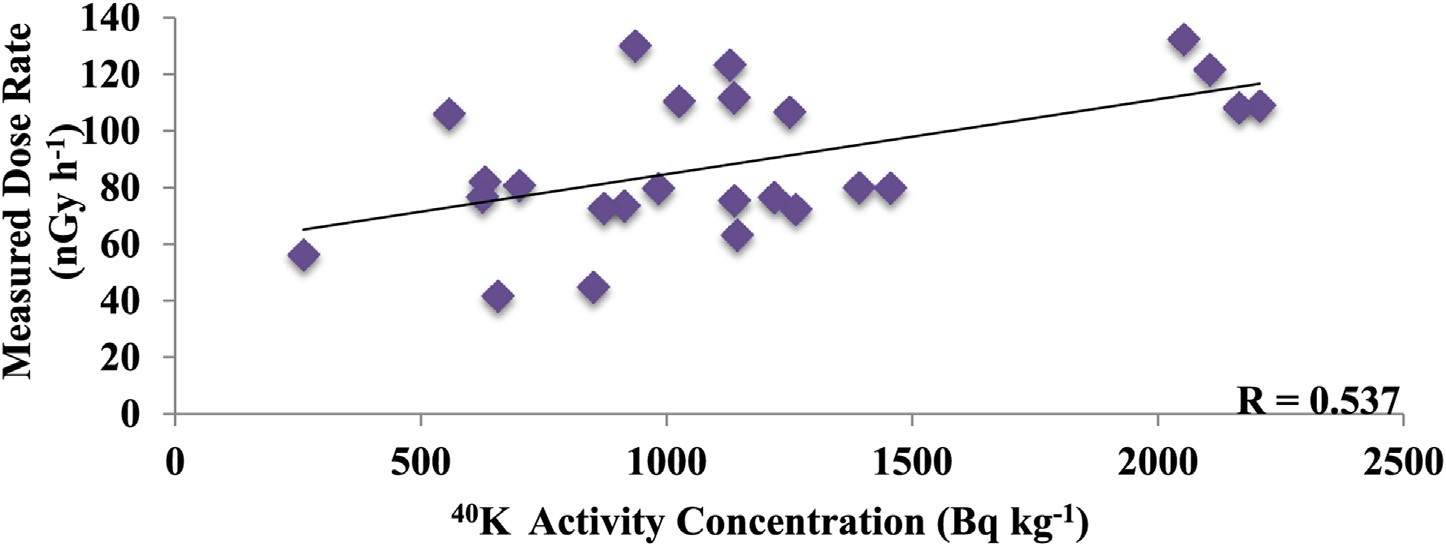 Measured Dose Rate
(nGy h⁻¹)
140
120
100
80
60
40
20
0
R = 0.537
0 500 1000 1500 2000 2500
⁴⁰K Activity Concentration (Bq kg⁻¹)